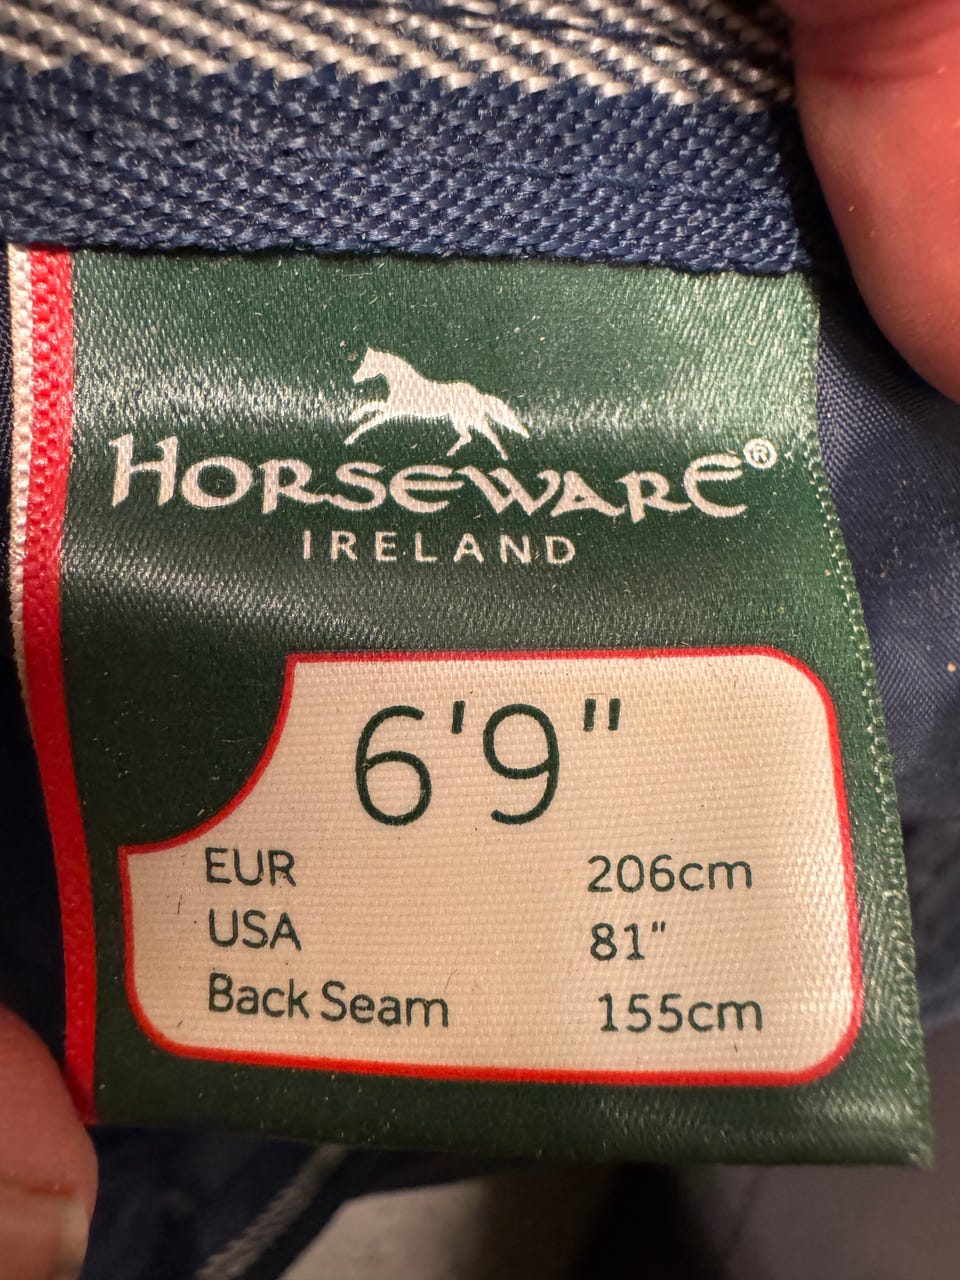 HORSEWARE®
IRELAND
6'9"
EUR 206cm
USA 81"
Back Seam 155cm